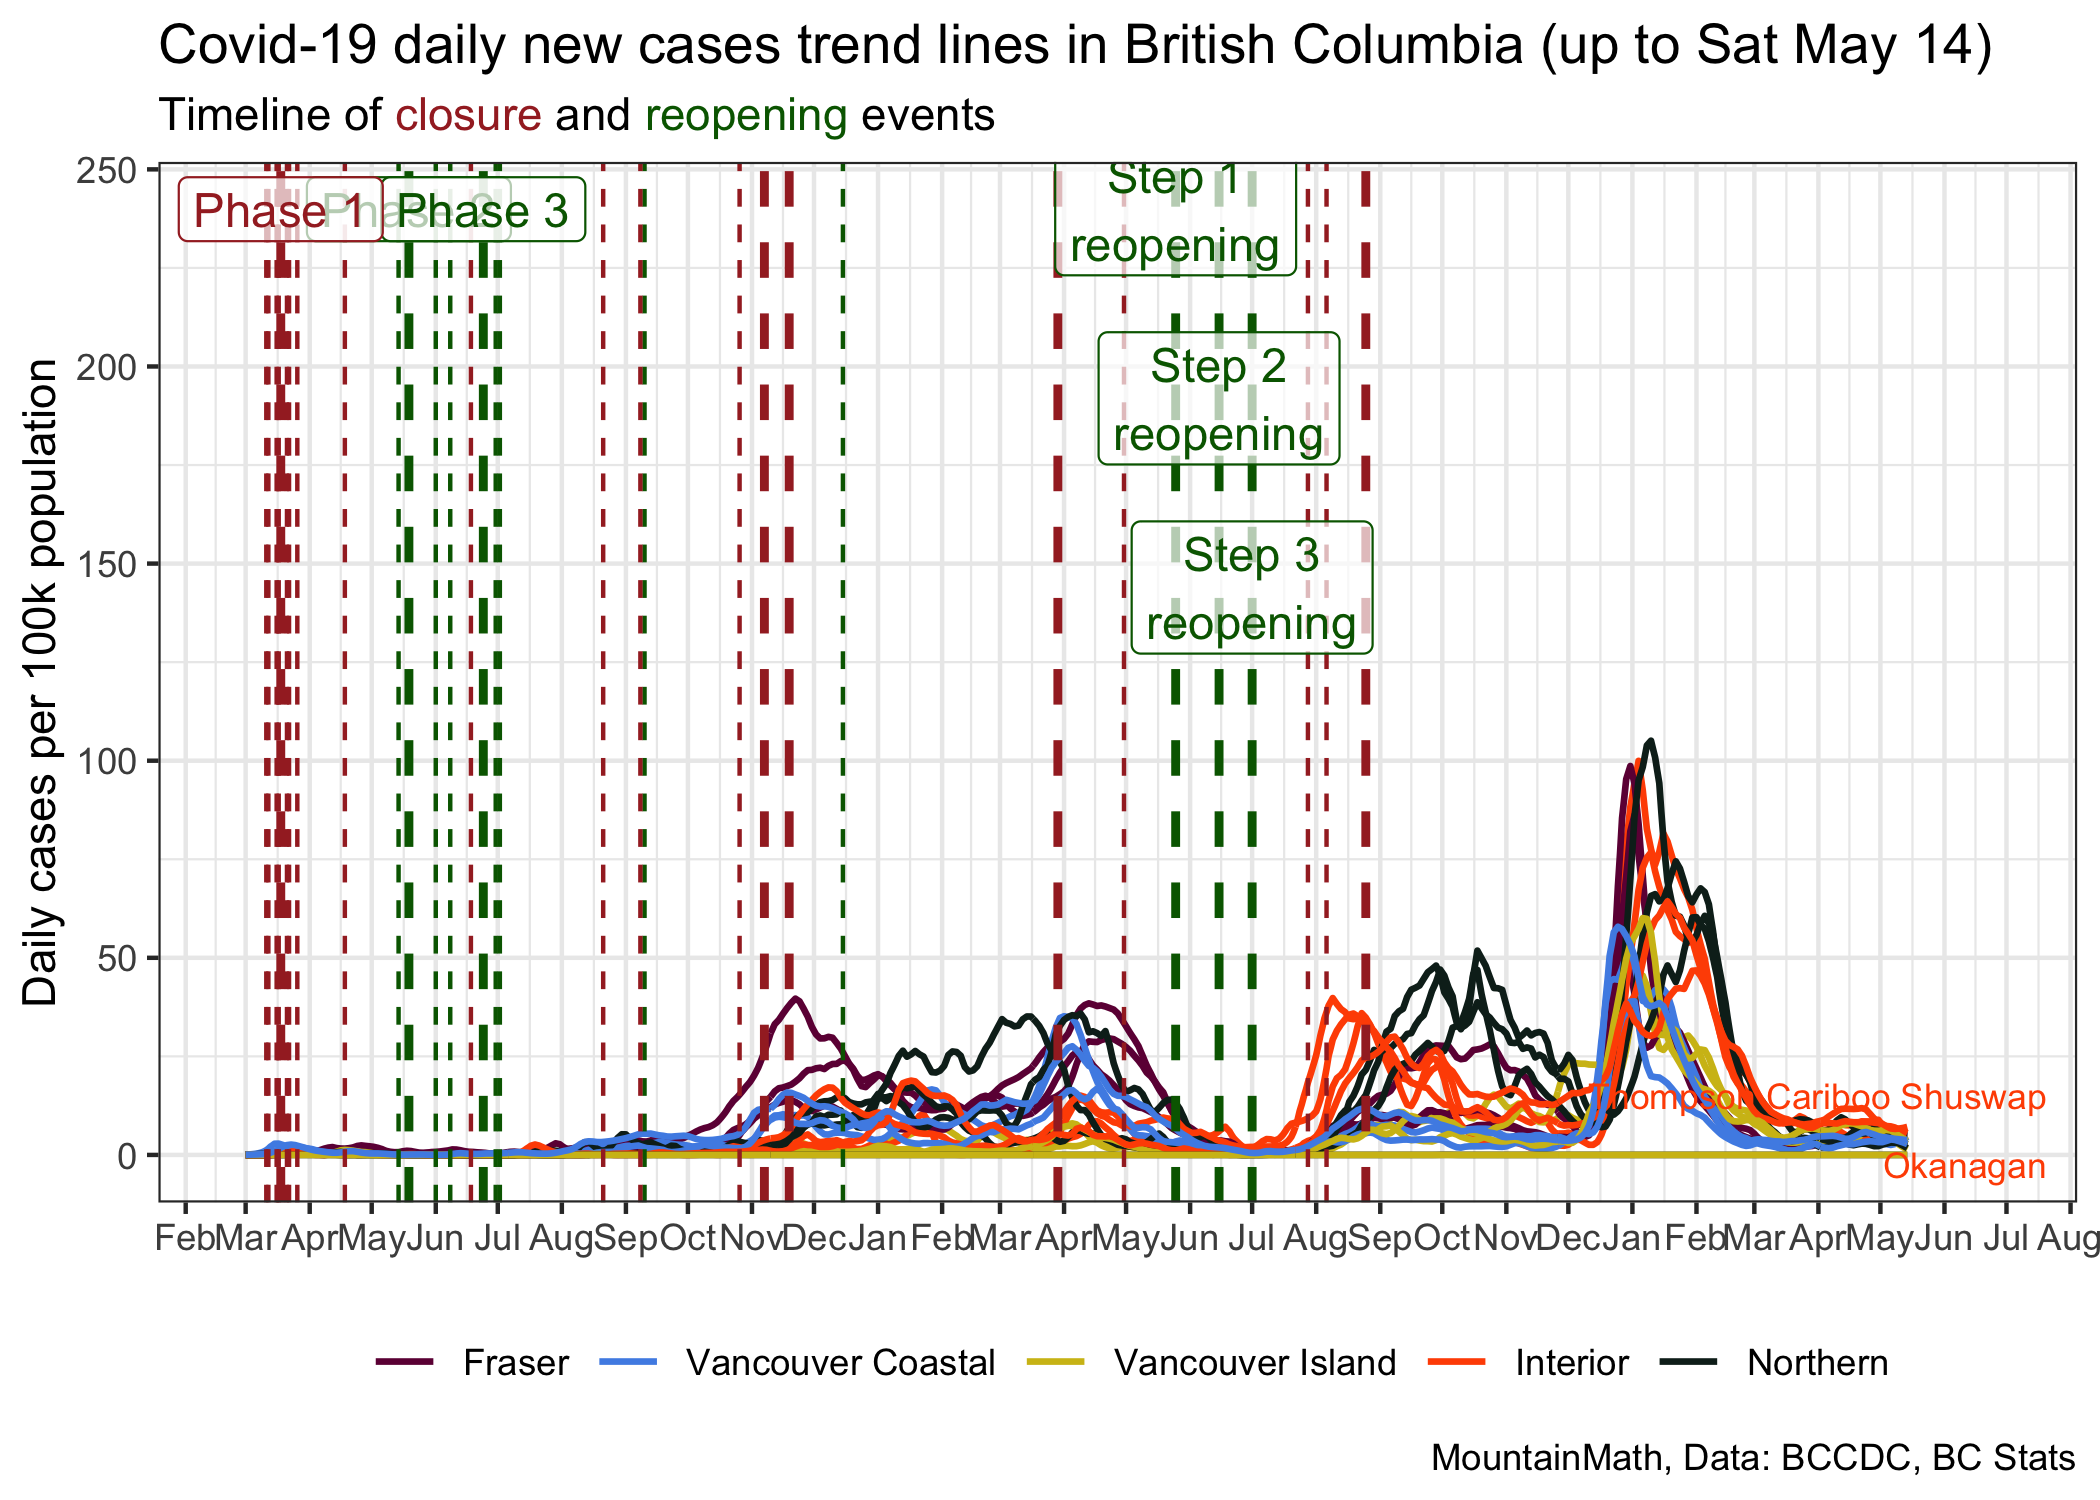 Covid-19 daily new cases trend lines in British Columbia (up to Sat May 14)
Timeline of closure and reopening events
Daily cases per 100k population
250
200
150
100
50
0
Phase 1
Phase 2
Phase 3
Step 1
reopening
Step 2
reopening
Step 3
reopening
Thompson Cariboo Shuswap
Okanagan
Feb Mar Apr May Jun Jul Aug Sep Oct Nov Dec Jan Feb Mar Apr May Jun Jul Aug Sep Oct Nov Dec Jan Feb Mar Apr May Jun Jul Aug
Fraser Vancouver Coastal Vancouver Island Interior Northern
MountainMath, Data: BCCDC, BC Stats